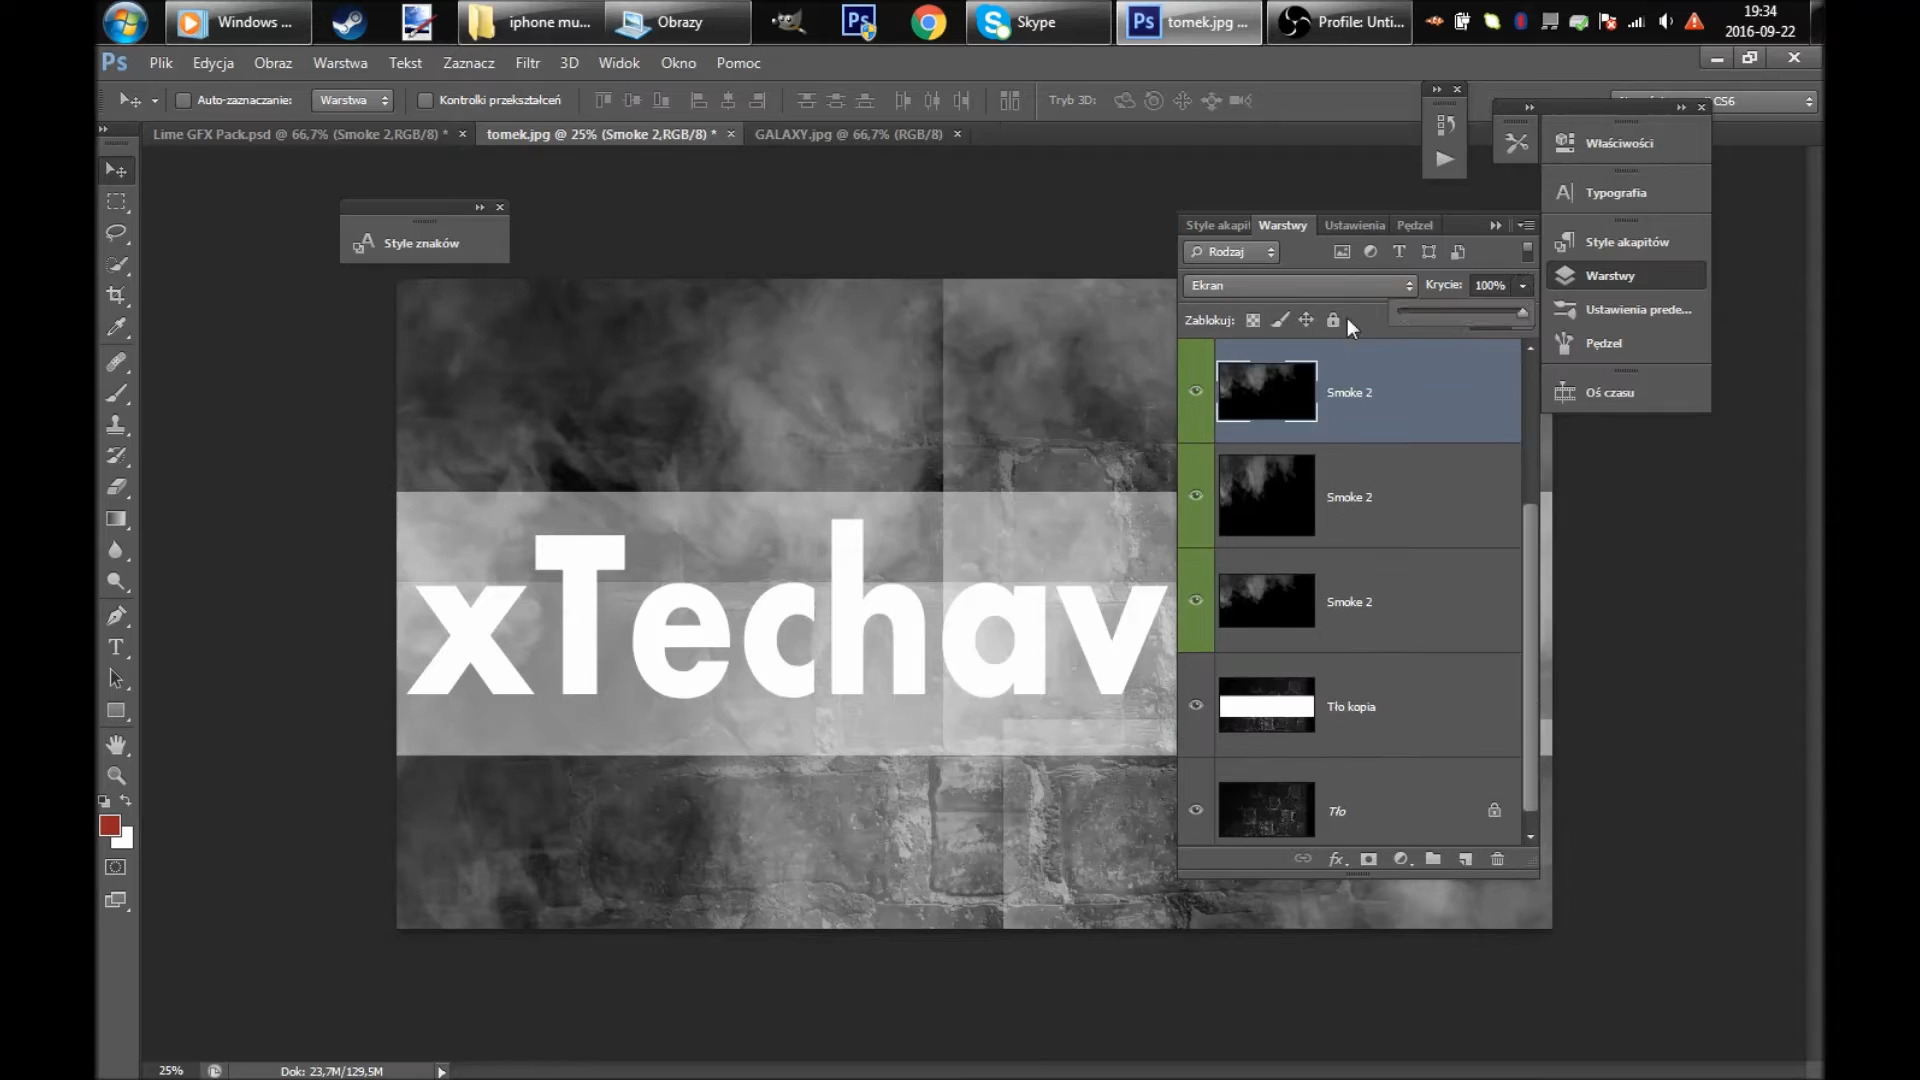 Windows ...
iphone mu...
Obrazy
Ps
Skype
Ps
tomek.jpg ...
Profile: Unti...
19:34
2016-09-22
Ps
Plik
Edycja
Obraz
Warstwa
Tekst
Zaznacz
Filtr
3D
Widok
Okno
Pomoc
Auto-zaznaczanie:
Warstwa
Kontrolki przekształceń
Tryb 3D:
CS6
Lime GFX Pack.psd @ 66,7% (Smoke 2,RGB/8) *
tomek.jpg @ 25% (Smoke 2,RGB/8) *
GALAXY.jpg @ 66,7% (RGB/8)
Style znaków
Właściwości
Typografia
Style akapitów
Warstwy
Ustawienia prede...
Pędzel
Oś czasu
Style akapit
Warstwy
Ustawienia
Pędzel
Rodzaj
Ekran
Krycie:
100%
Zablokuj:
Smoke 2
Smoke 2
Smoke 2
Tło kopia
Tło
fx
xTechav
25%
Dok: 23,7M/129,5M